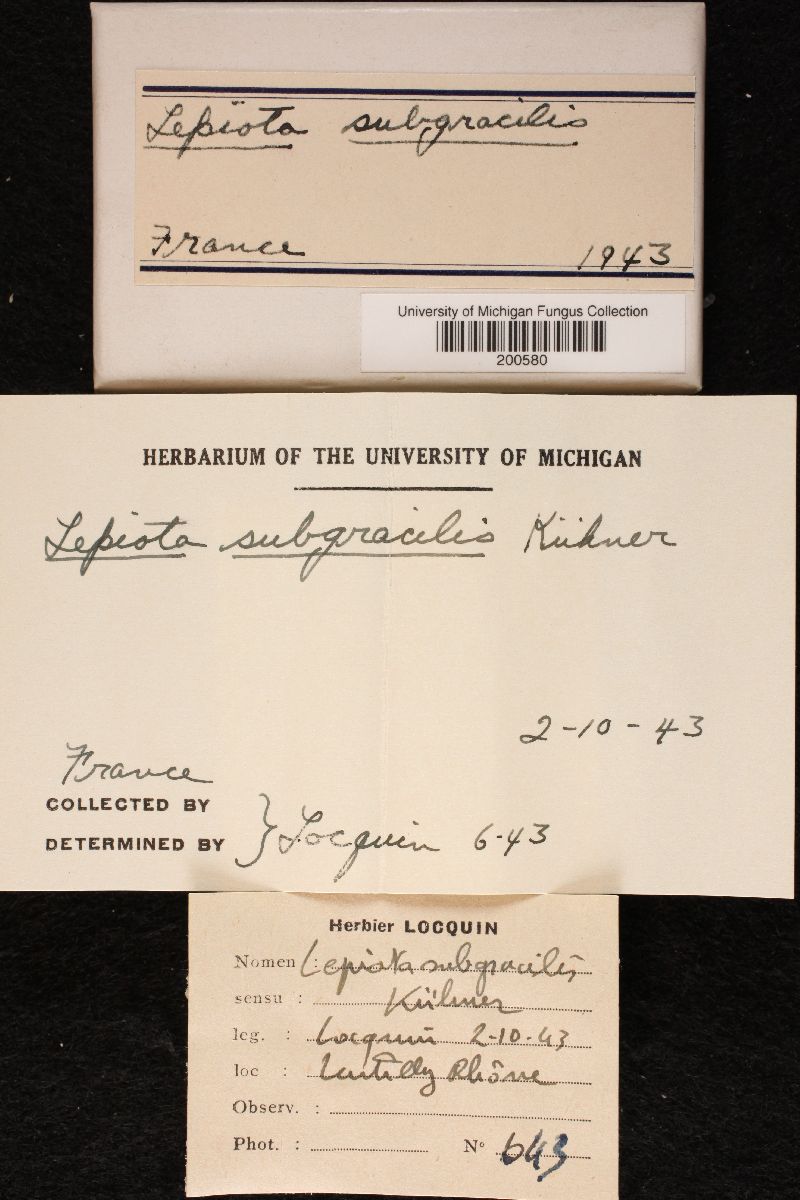 Lepiota subgracilis
France 1943
University of Michigan Fungus Collection
200580
HERBARIUM OF THE UNIVERSITY OF MICHIGAN
Lepiota subgracilis Kühner
2-10-43
France
COLLECTED BY
DETERMINED BY } Locquin 6-43
Herbier LOCQUIN
Nomen : Lepiota subgracilis
sensu : Kühner
leg. : Locquin 2-10-43
loc : Lentilly Rhône
Observ. :
Phot. : N° 643